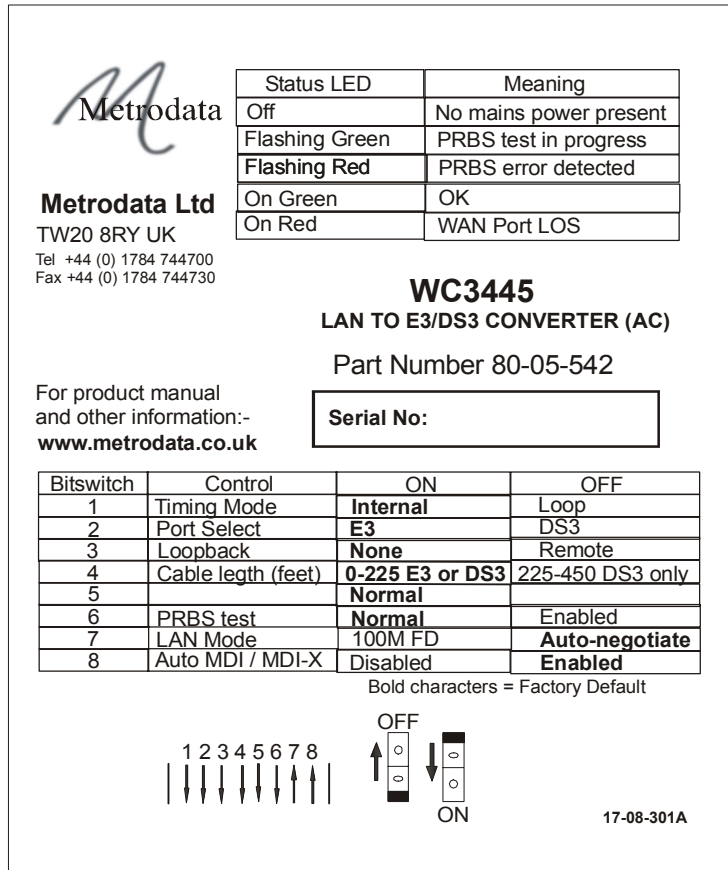 Metrodata
Metrodata Ltd
TW20 8RY UK
Tel +44 (0) 1784 744700
Fax +44 (0) 1784 744730
Status LED Meaning
Off No mains power present
Flashing Green PRBS test in progress
Flashing Red PRBS error detected
On Green OK
On Red WAN Port LOS
WC3445
LAN TO E3/DS3 CONVERTER (AC)
Part Number 80-05-542
For product manual
and other information:-
www.metrodata.co.uk
Serial No:
Bitswitch Control ON OFF
1 Timing Mode Internal Loop
2 Port Select E3 DS3
3 Loopback None Remote
4 Cable legth (feet) 0-225 E3 or DS3 225-450 DS3 only
5 Normal
6 PRBS test Normal Enabled
7 LAN Mode 100M FD Auto-negotiate
8 Auto MDI / MDI-X Disabled Enabled
Bold characters = Factory Default
1 2 3 4 5 6 7 8
OFF
ON
17-08-301A